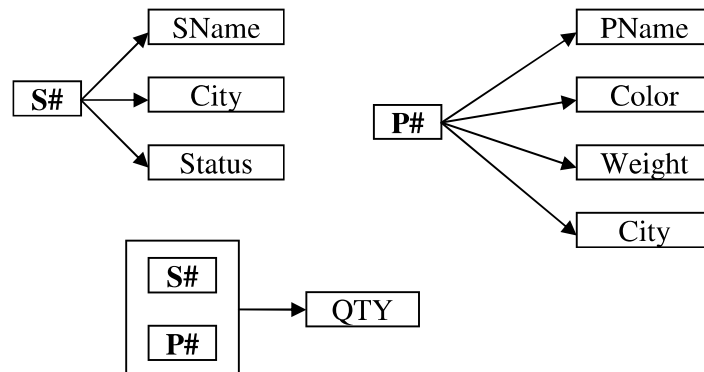 S#
SName
City
Status
P#
PName
Color
Weight
City
S#
P#
QTY